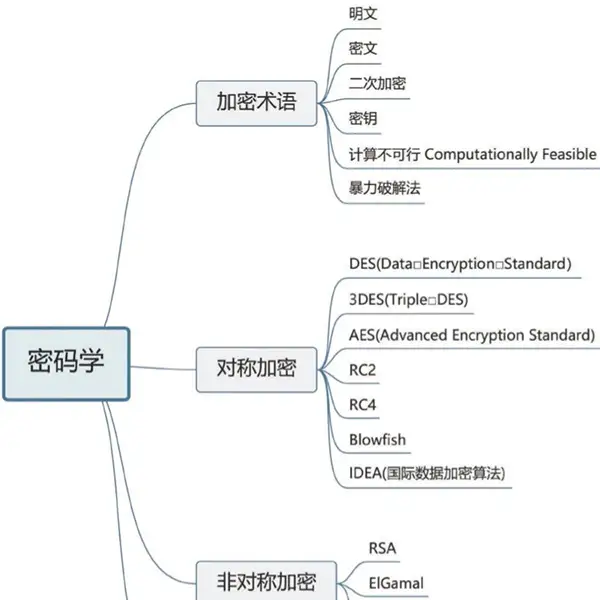 密码学
加密术语
明文
密文
二次加密
密钥
计算不可行 Computationally Feasible
暴力破解法
对称加密
DES(Data□Encryption□Standard)
3DES(Triple□DES)
AES(Advanced Encryption Standard)
RC2
RC4
Blowfish
IDEA(国际数据加密算法)
非对称加密
RSA
ElGamal